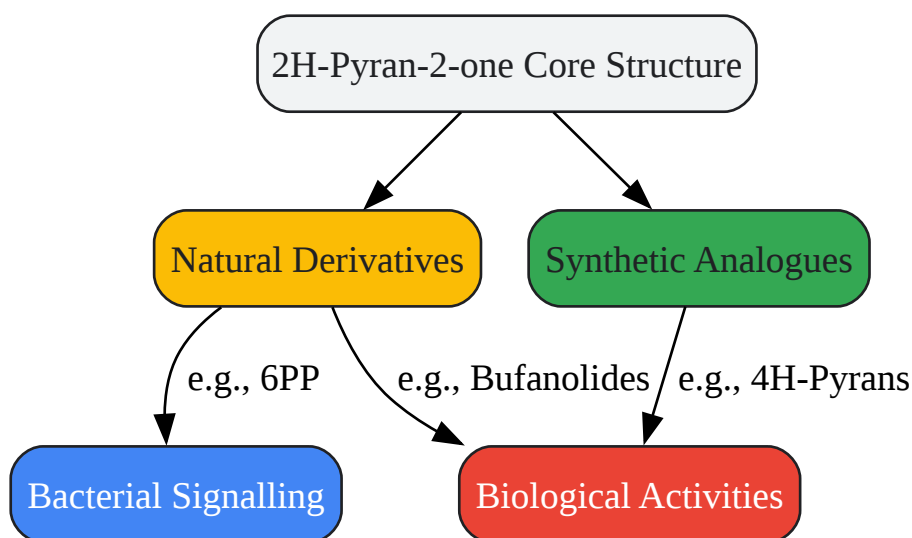 2H-Pyran-2-one Core Structure
Natural Derivatives
Synthetic Analogues
e.g., 6PP
e.g., Bufanolides
e.g., 4H-Pyrans
Bacterial Signalling
Biological Activities